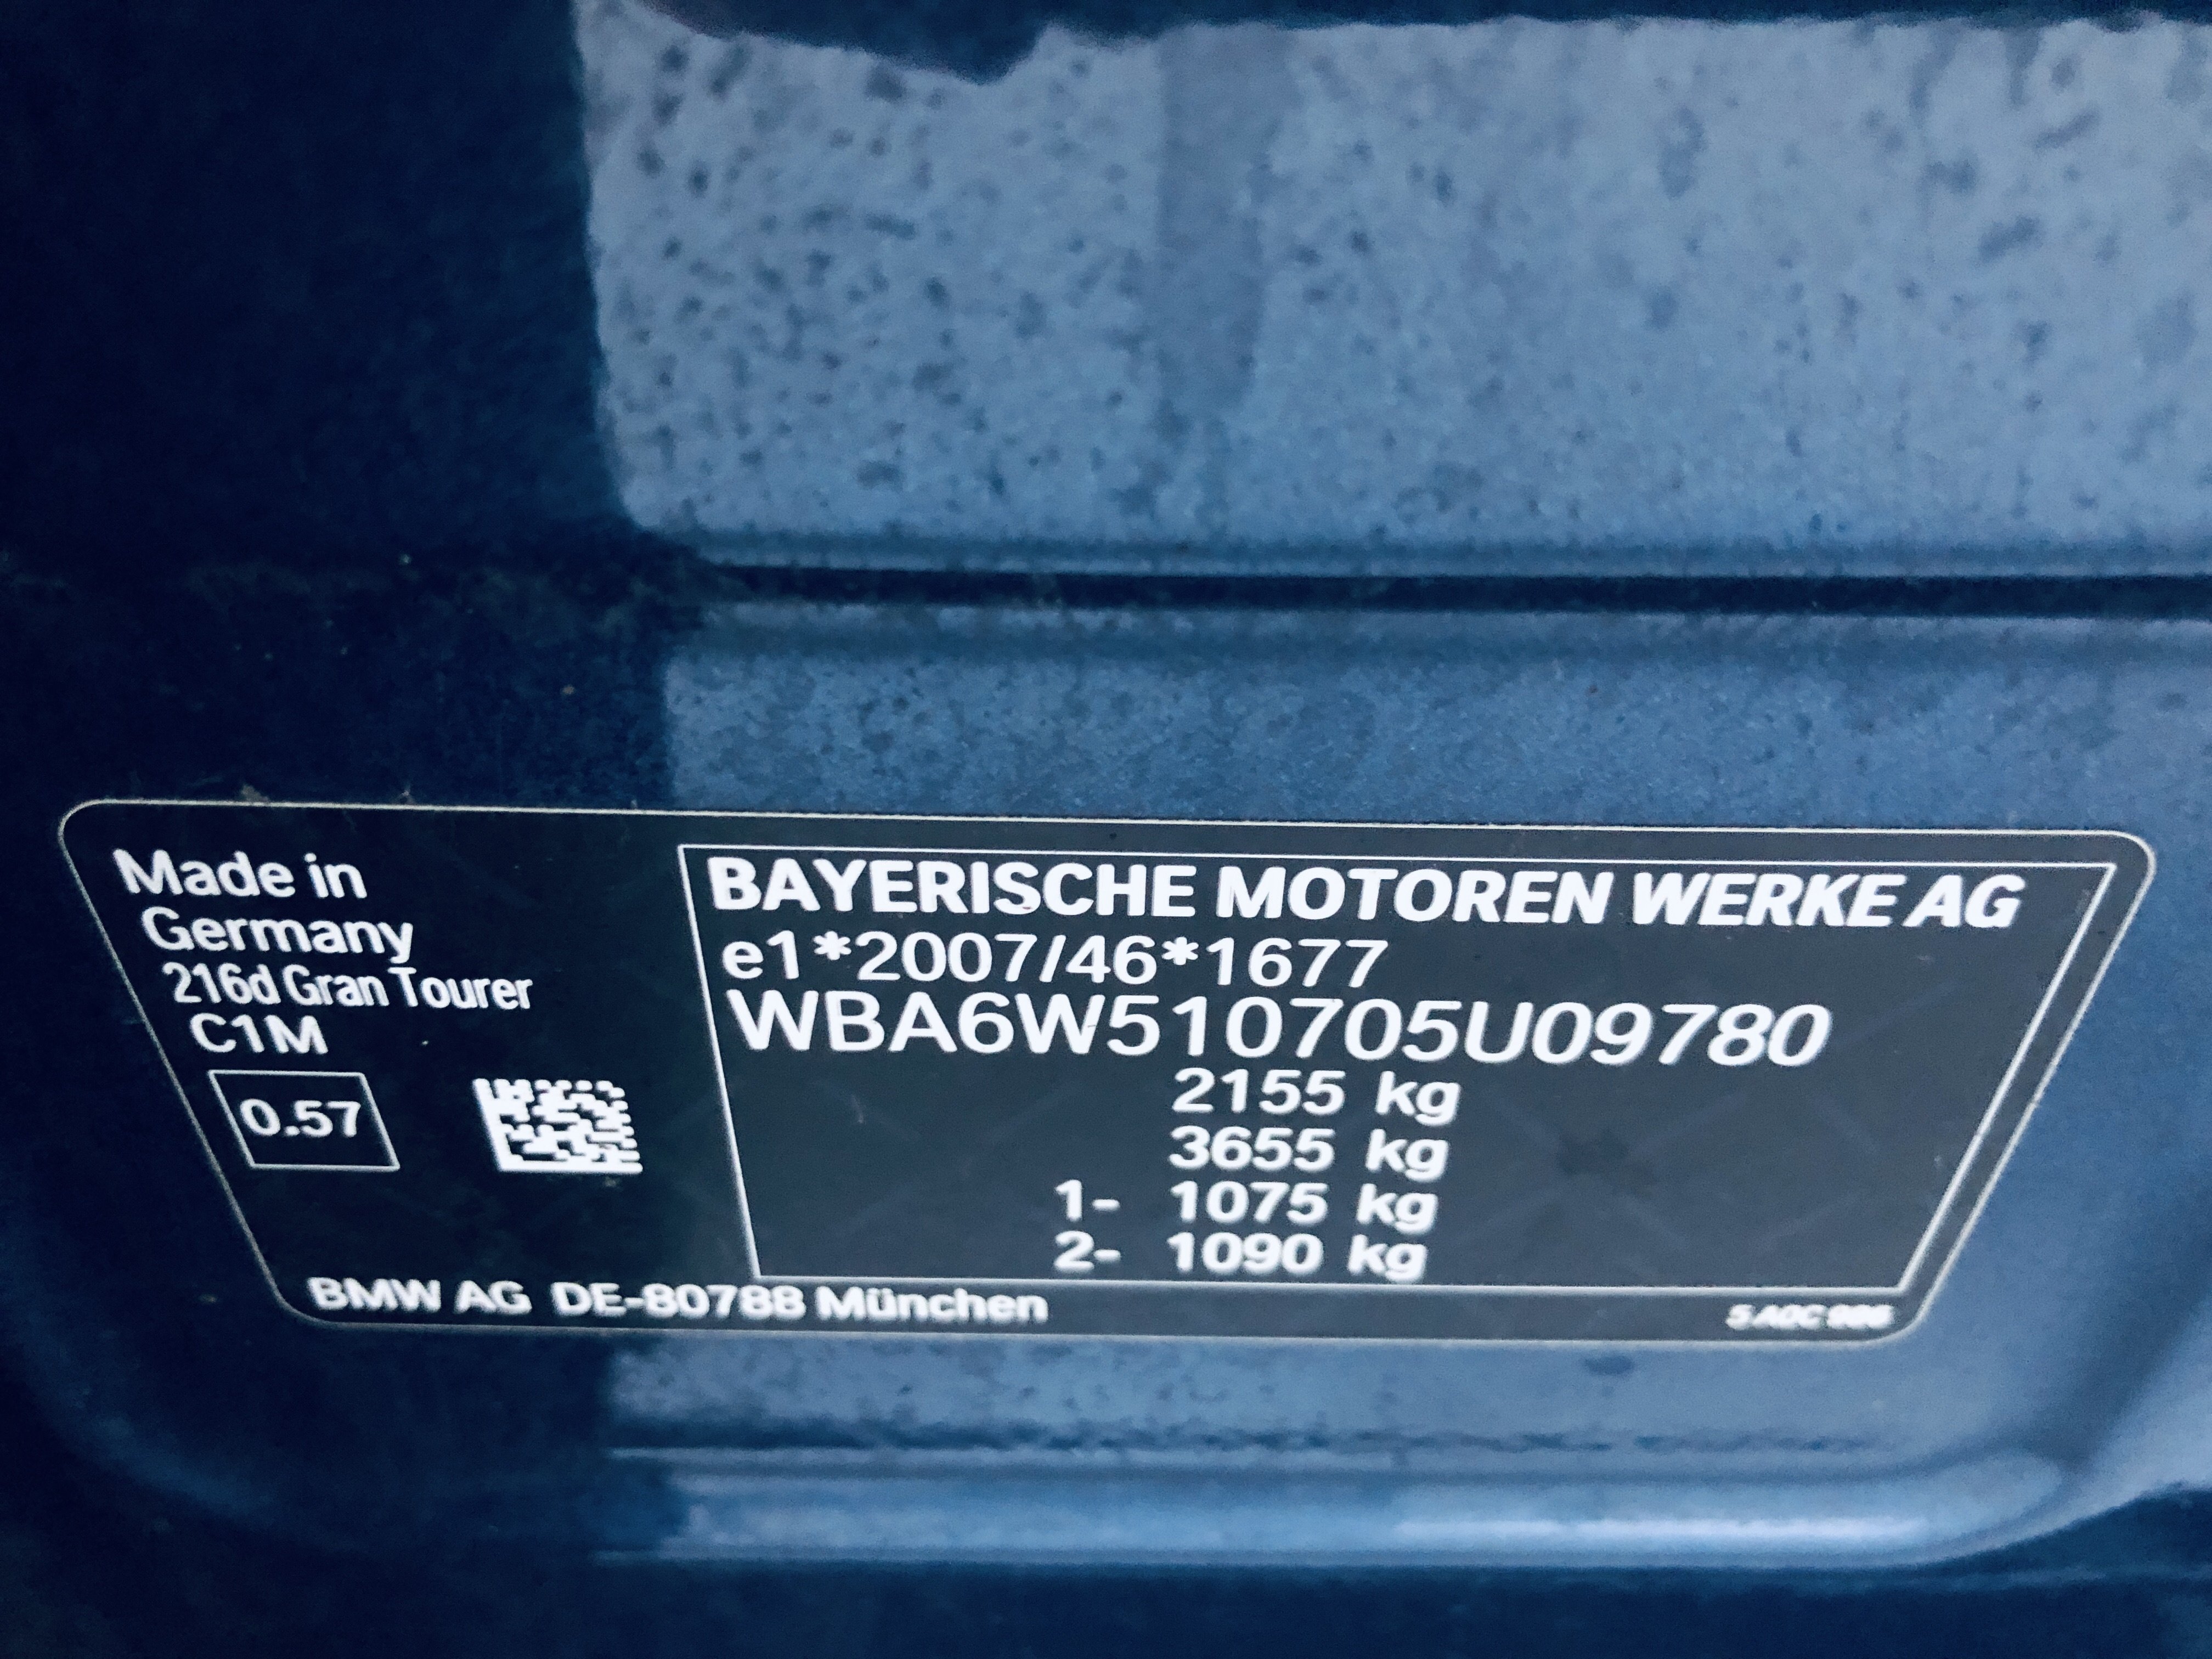 Made in
Germany
216d Gran Tourer
C1M
0.57
BAYERISCHE MOTOREN WERKE AG
e1*2007/46*1677
WBA6W510705U09780
2155 kg
3655 kg
1- 1075 kg
2- 1090 kg
BMW AG DE-80788 München